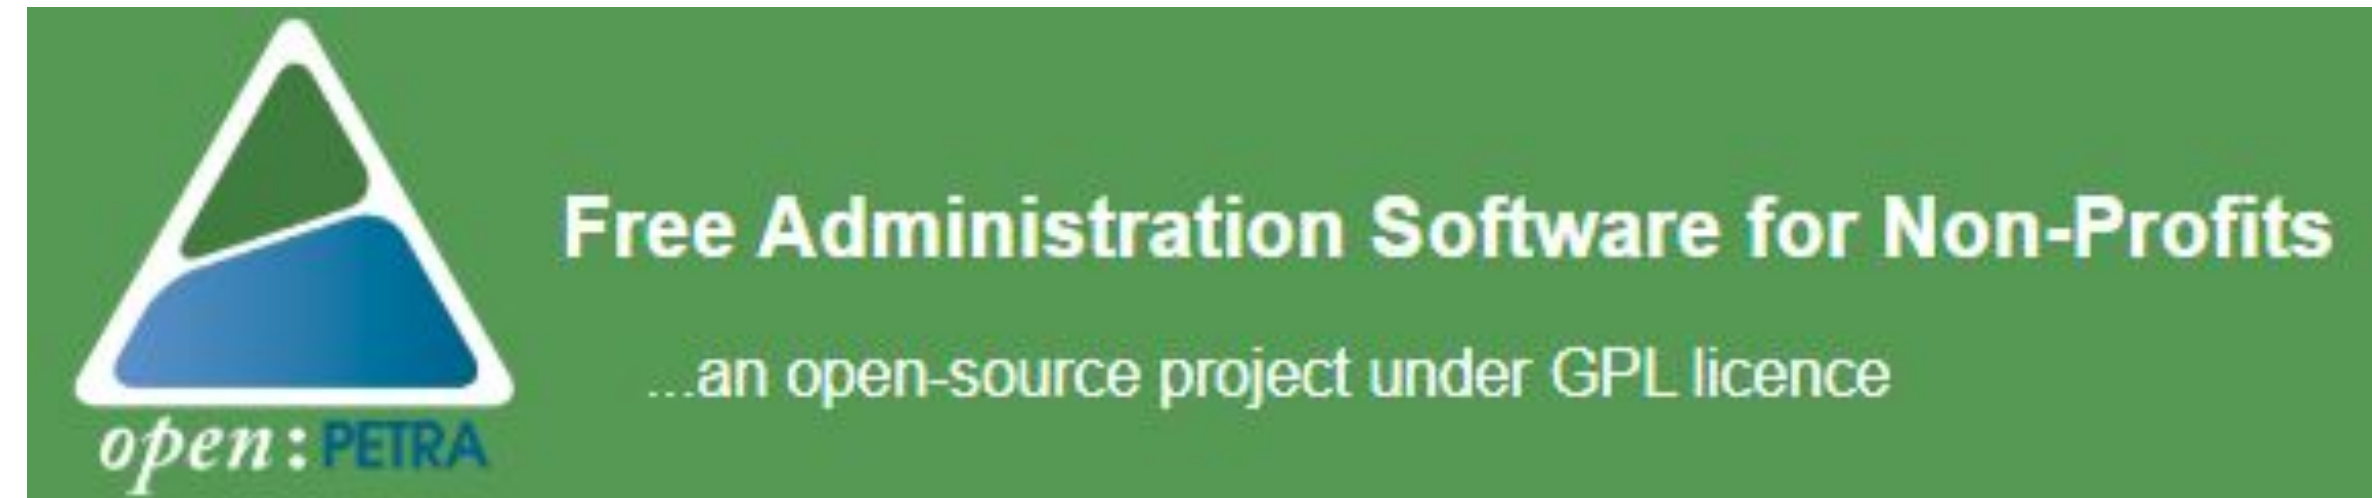 Free Administration Software for Non-Profits
...an open-source project under GPL licence
open:PETRA